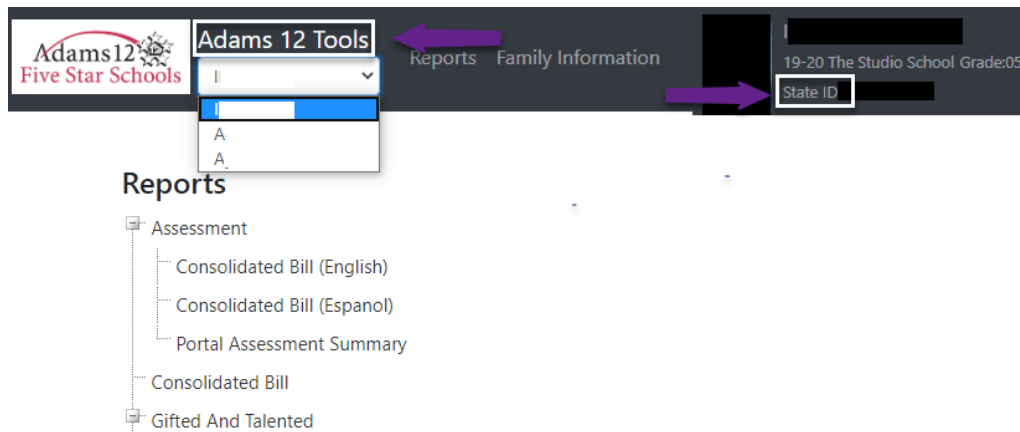 Adams12
Five Star Schools
Adams 12 Tools
Reports Family Information
19-20 The Studio School Grade:05
State ID
A
A
Reports
Assessment
Consolidated Bill (English)
Consolidated Bill (Espanol)
Portal Assessment Summary
Consolidated Bill
Gifted And Talented